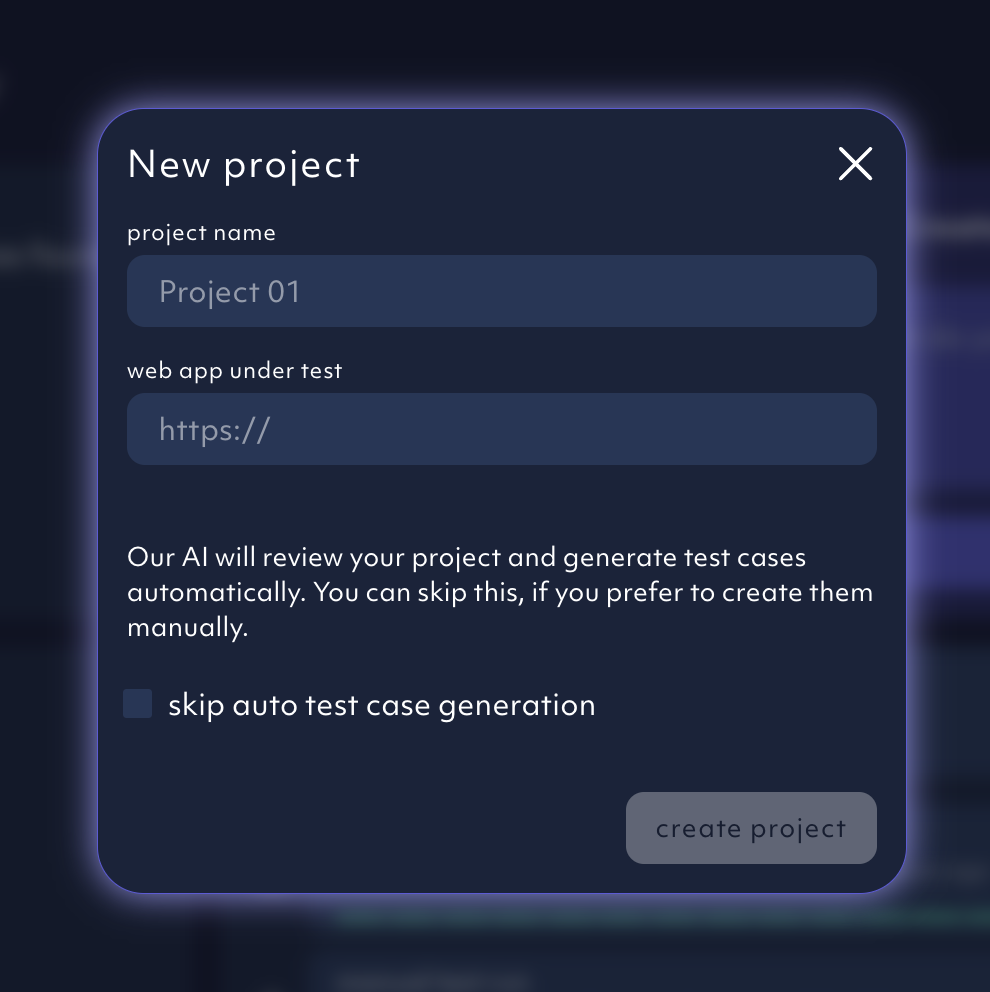 New project
project name
Project 01
web app under test
https://
Our AI will review your project and generate test cases
automatically. You can skip this, if you prefer to create them
manually.
skip auto test case generation
create project